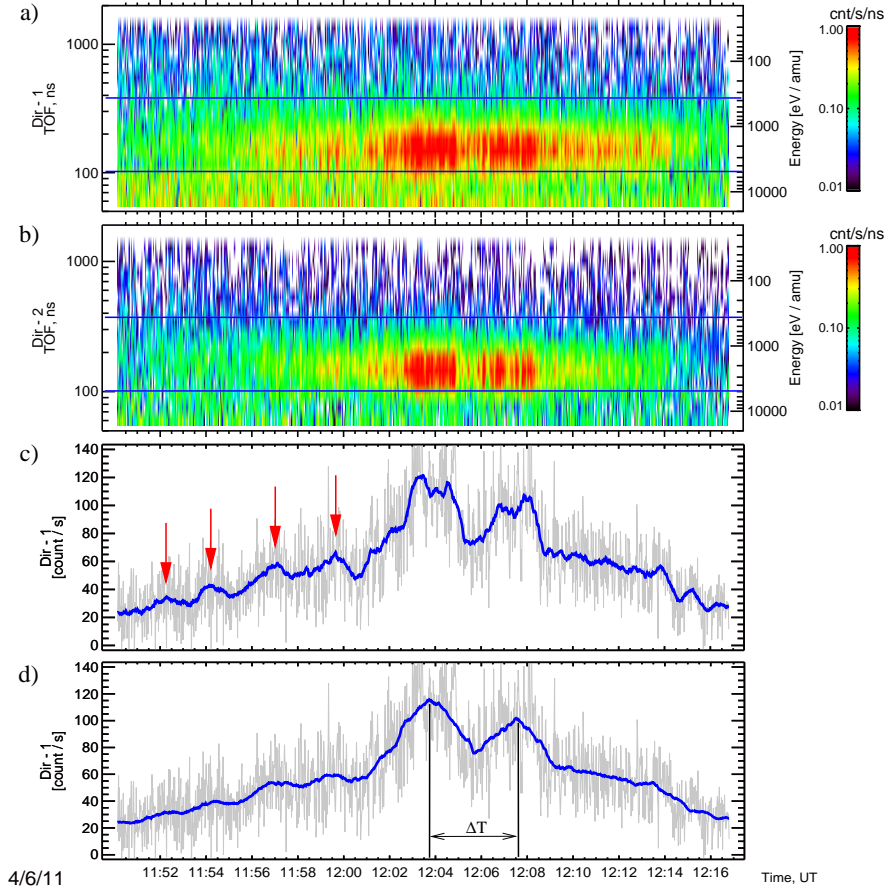 a)
cnt/s/ns
1000
100
Dir - 1
TOF, ns
100
1000
10000
Energy [eV / amu]
1.00
0.10
0.01
b)
cnt/s/ns
1000
100
Dir - 2
TOF, ns
100
1000
10000
Energy [eV / amu]
1.00
0.10
0.01
c)
140
120
100
80
60
40
20
0
Dir - 1
[count / s]
d)
140
120
100
80
60
40
20
0
Dir - 1
[count / s]
ΔT
11:52 11:54 11:56 11:58 12:00 12:02 12:04 12:06 12:08 12:10 12:12 12:14 12:16
4/6/11
Time, UT